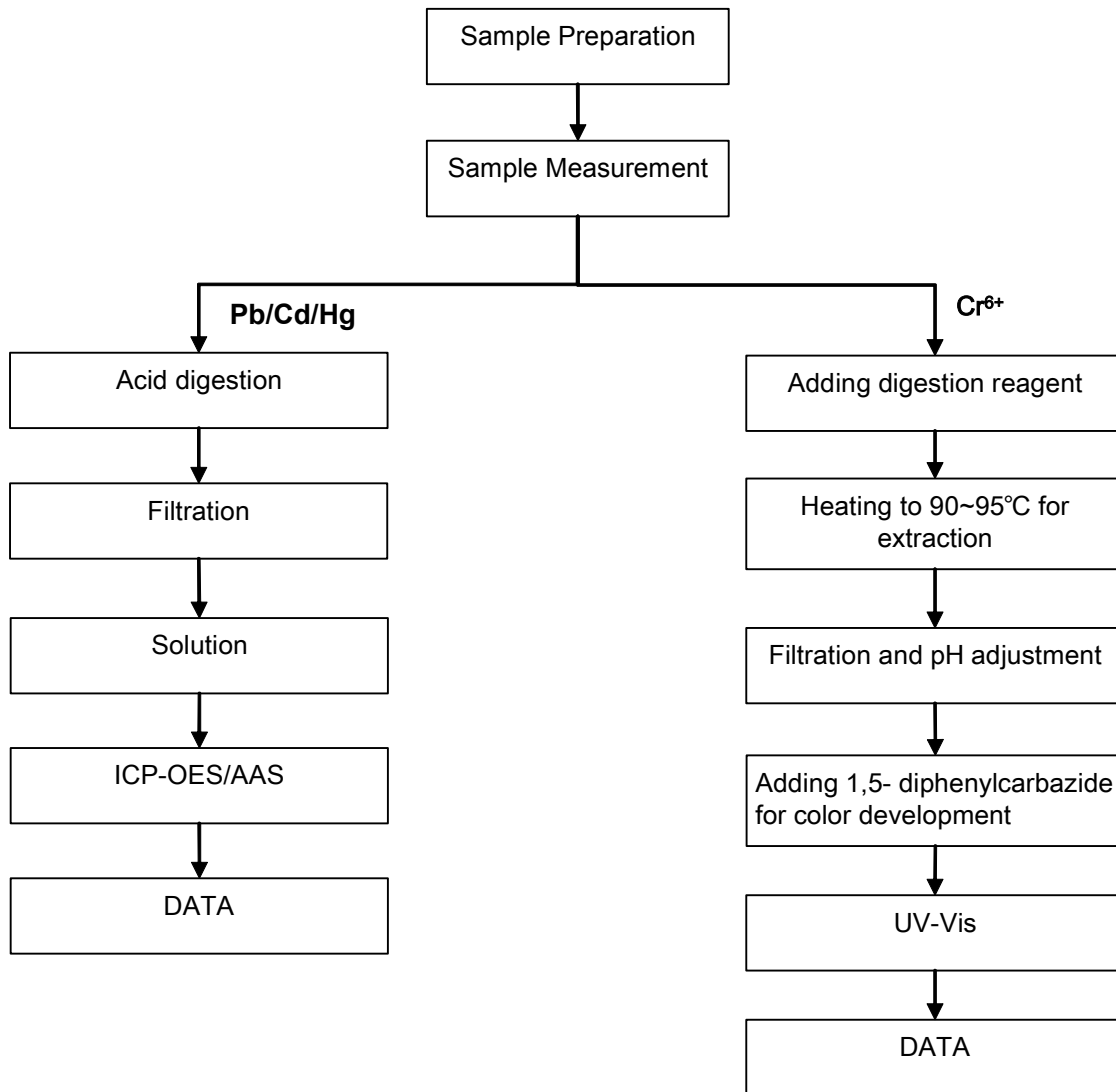 Sample Preparation
Sample Measurement
Pb/Cd/Hg
Acid digestion
Filtration
Solution
ICP-OES/AAS
DATA
Cr⁶⁺
Adding digestion reagent
Heating to 90~95℃ for
extraction
Filtration and pH adjustment
Adding 1,5- diphenylcarbazide
for color development
UV-Vis
DATA